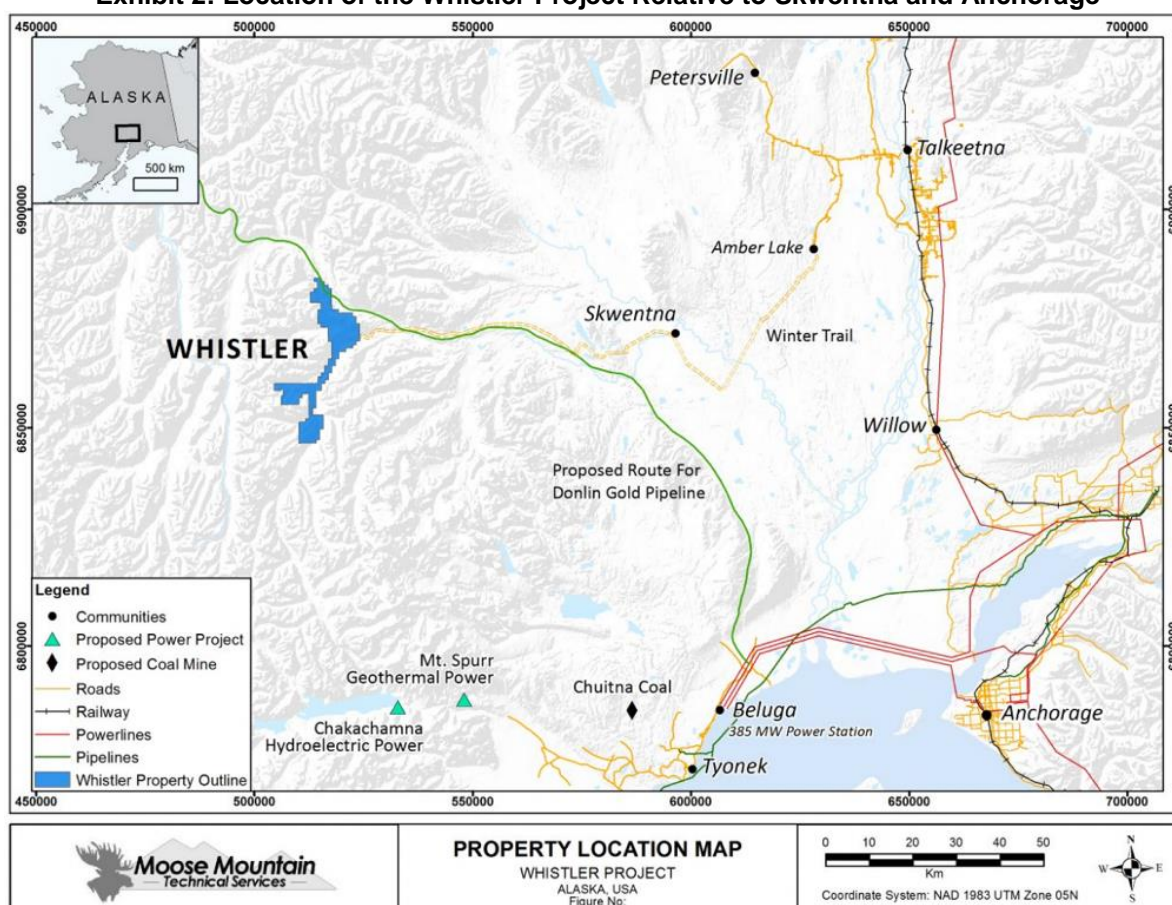 Exhibit 2: Location of the Whistler Project Relative to Skwentna and Anchorage
450000 500000 550000 600000 650000 700000
ALASKA
500 km
Petersville
Talkeetna
6900000 6900000
Amber Lake
Skwentna
Winter Trail
WHISTLER
Willow
6850000 6850000
Proposed Route For
Donlin Gold Pipeline
Legend
Communities
Proposed Power Project
Proposed Coal Mine
Roads
Railway
Powerlines
Pipelines
Whistler Property Outline
6800000 6800000
Mt. Spurr
Geothermal Power
Chakachamna
Hydroelectric Power
Chuitna Coal
Beluga
385 MW Power Station
Anchorage
Tyonek
450000 500000 550000 600000 650000 700000
Moose Mountain
Technical Services
PROPERTY LOCATION MAP
WHISTLER PROJECT
ALASKA, USA
Figure No:
0 10 20 30 40 50
Km
Coordinate System: NAD 1983 UTM Zone 05N
N
W E
S